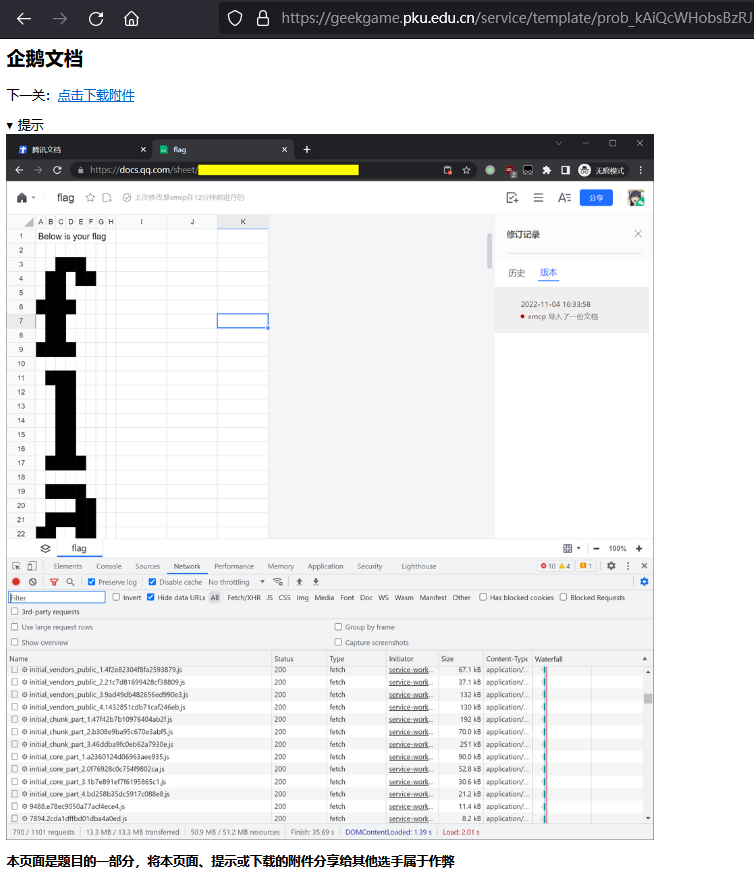 https://geekgame.pku.edu.cn/service/template/prob_kAiQcWHobsBzRJ
企鹅文档
下一关：点击下载附件
▼ 提示
腾讯文档 × flag × +
https://docs.qq.com/sheet/ 2 无痕模式
flag 上次修改是xmcp在12分钟前进行的 分享
A B C D E F G H I J K
修订记录
历史 版本
2022-11-04 16:33:58
xmcp 导入了一份文档
1 Below is your flag
2
3
4
5
6
7
8
9
10
11
12
13
14
15
16
17
18
19
20
21
22
flag 100%
Elements Console Sources Network Performance Memory Application Security Lighthouse 10 4 1
Preserve log Disable cache No throttling
Filter Invert Hide data URLs All Fetch/XHR JS CSS Img Media Font Doc WS Wasm Manifest Other Has blocked cookies Blocked Requests
3rd-party requests
Use large request rows Group by frame
Show overview Capture screenshots
Name Status Type Initiator Size Content-Type Waterfall
initial_vendors_public_1.4f2e82304f8fa2593879.js 200 fetch service-work... 67.1 kB application/...
initial_vendors_public_2.21c7d81699428cf38809.js 200 fetch service-work... 37.1 kB application/...
initial_vendors_public_3.9ad49db482656ed990e3.js 200 fetch service-work... 132 kB application/...
initial_vendors_public_4.1432851cdb71caf246eb.js 200 fetch service-work... 130 kB application/...
initial_chunk_part_1.47f42b7b10976404ab2f.js 200 fetch service-work... 192 kB application/...
initial_chunk_part_2.b308e9ba95c670e3abf5.js 200 fetch service-work... 70.0 kB application/...
initial_chunk_part_3.46ddba9fc0eb62a7930e.js 200 fetch service-work... 251 kB application/...
initial_core_part_1.a2360124d06963aee935.js 200 fetch service-work... 90.0 kB application/...
initial_core_part_2.0f76928c0c754f9802ca.js 200 fetch service-work... 52.8 kB application/...
initial_core_part_3.1b7e891ef7f6195865c1.js 200 fetch service-work... 30.6 kB application/...
initial_core_part_4.bd258b35dc5917c088e8.js 200 fetch service-work... 21.2 kB application/...
9488.e78ec9050a77acf4ece4.js 200 fetch service-work... 11.4 kB application/...
7894.2cda1dffbd01dba4a0ed.js 200 fetch service-work... 8.2 kB application/...
790 / 1101 requests 13.3 MB / 13.3 MB transferred 50.9 MB / 51.2 MB resources Finish: 35.69 s DOMContentLoaded: 1.39 s Load: 2.01 s
本页面是题目的一部分，将本页面、提示或下载的附件分享给其他选手属于作弊